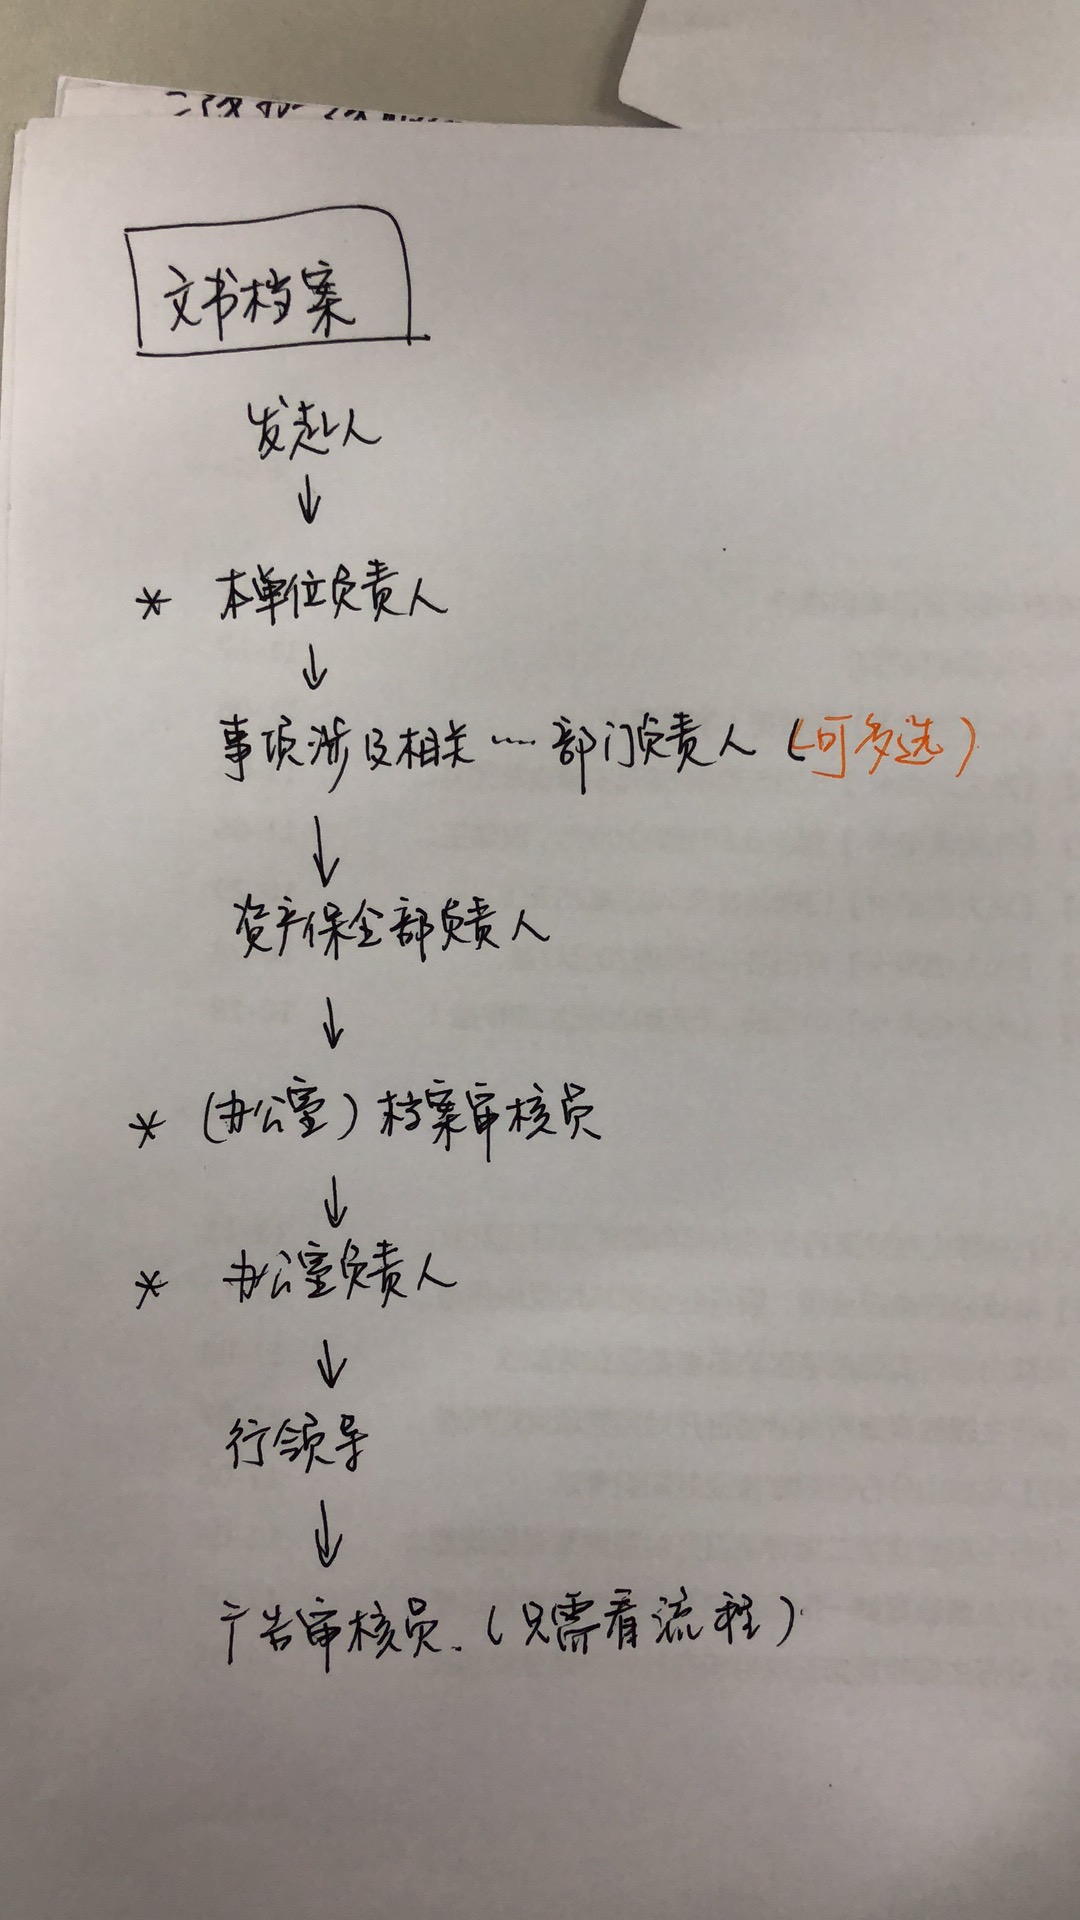 文书档案
发起人
↓
* 本单位负责人
↓
事项涉及相关……部门负责人（可多选）
↓
资产保全部负责人
↓
* （办公室）档案审核员
↓
* 办公室负责人
↓
行领导
↓
广告审核员.（只需看流程）